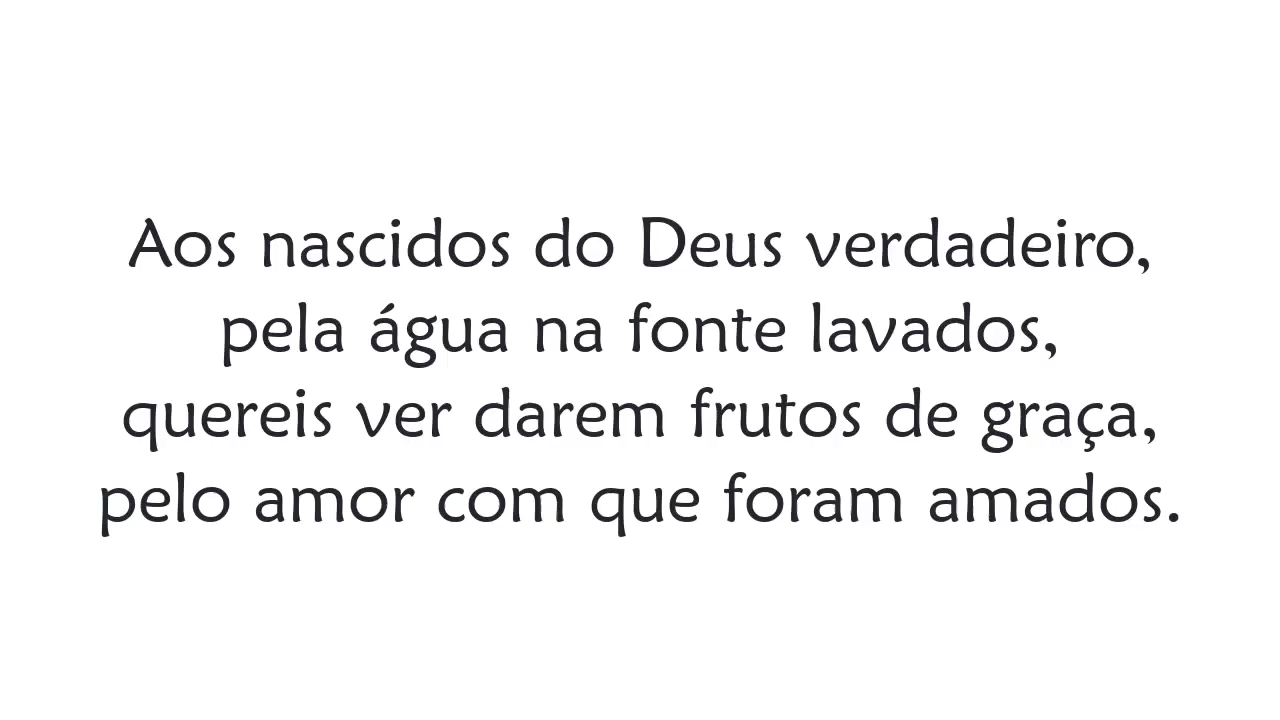 Aos nascidos do Deus verdadeiro,
pela água na fonte lavados,
quereis ver darem frutos de graça,
pelo amor com que foram amados.